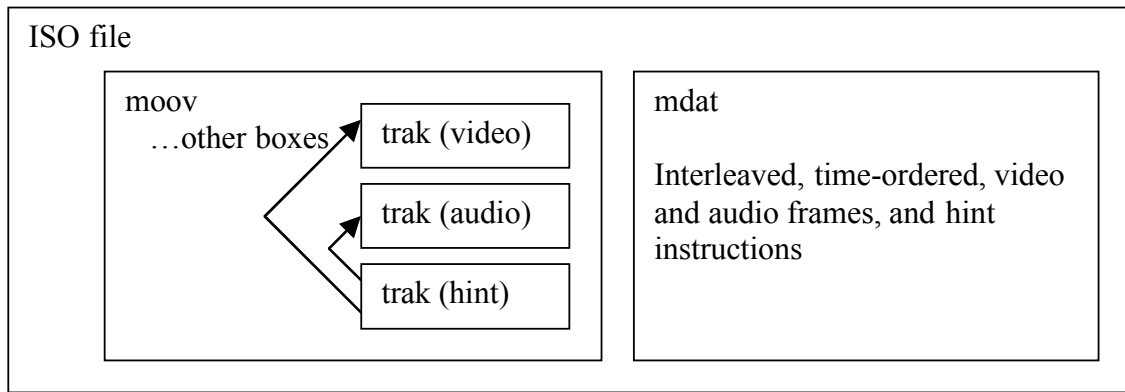 ISO file
moov
…other boxes
trak (video)
trak (audio)
trak (hint)
mdat
Interleaved, time-ordered, video
and audio frames, and hint
instructions